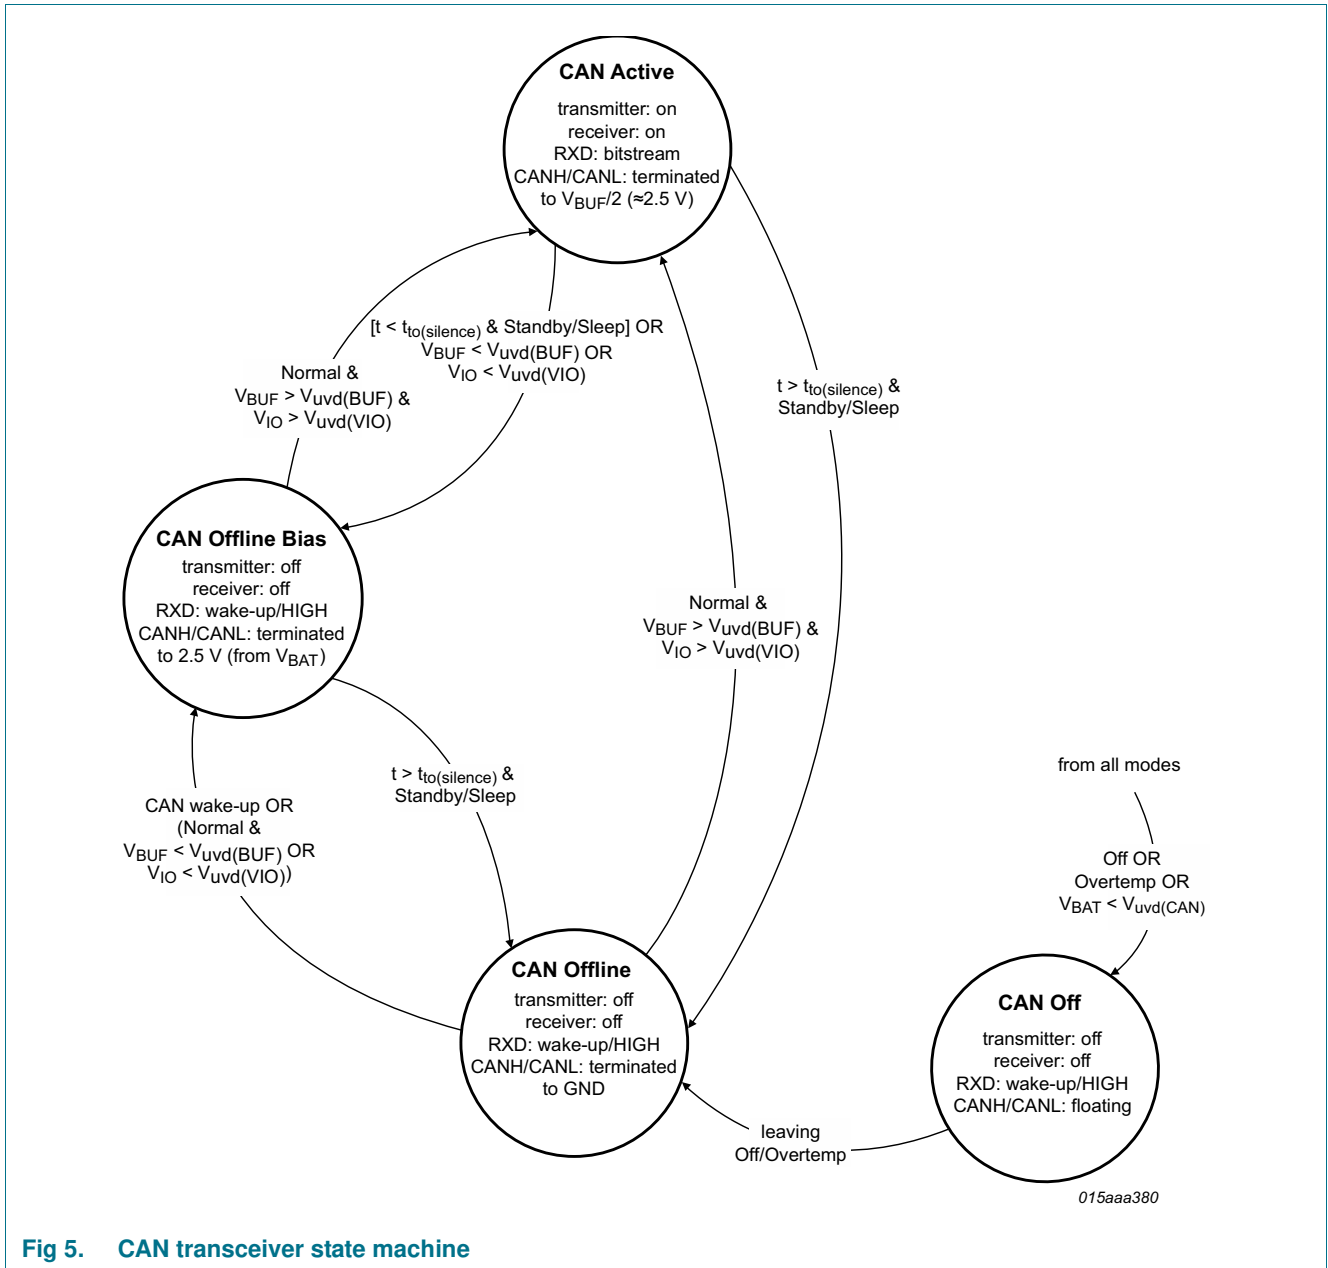 CAN Active
transmitter: on
receiver: on
RXD: bitstream
CANH/CANL: terminated
to VBUF/2 (≈2.5 V)
[t < tto(silence) & Standby/Sleep] OR
VBUF < Vuvd(BUF) OR
VIO < Vuvd(VIO)
Normal &
VBUF > Vuvd(BUF) &
VIO > Vuvd(VIO)
t > tto(silence) &
Standby/Sleep
CAN Offline Bias
transmitter: off
receiver: off
RXD: wake-up/HIGH
CANH/CANL: terminated
to 2.5 V (from VBAT)
Normal &
VBUF > Vuvd(BUF) &
VIO > Vuvd(VIO)
t > tto(silence) &
Standby/Sleep
CAN wake-up OR
(Normal &
VBUF < Vuvd(BUF) OR
VIO < Vuvd(VIO))
from all modes
Off OR
Overtemp OR
VBAT < Vuvd(CAN)
CAN Offline
transmitter: off
receiver: off
RXD: wake-up/HIGH
CANH/CANL: terminated
to GND
CAN Off
transmitter: off
receiver: off
RXD: wake-up/HIGH
CANH/CANL: floating
leaving
Off/Overtemp
015aaa380
Fig 5. CAN transceiver state machine